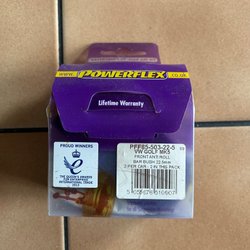 www.
POWERFLEX
.co.uk
Lifetime Warranty
PROUD WINNERS
THE QUEEN'S AWARDS
FOR ENTERPRISE:
INTERNATIONAL TRADE
PFF85-503-22-5
VW GOLF MK5
FRONT ANTI ROLL
BAR BUSH 22.5mm
2 PER CAR - 2 IN THIS PACK